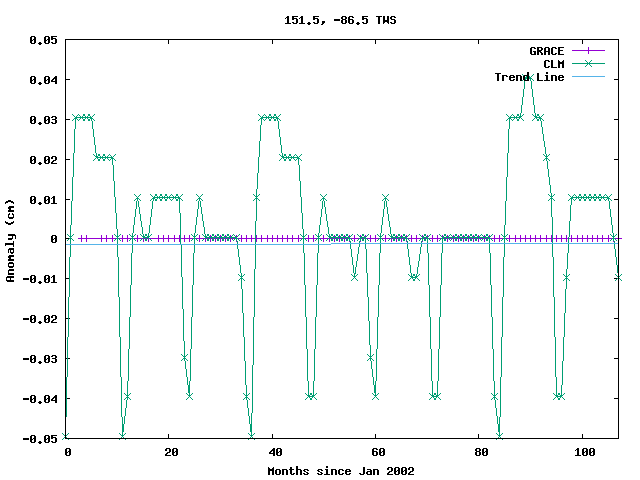 151.5, -86.5 TWS
0.05
0.04
0.03
0.02
0.01
0
-0.01
-0.02
-0.03
-0.04
-0.05
Anomaly (cm)
GRACE
CLM
Trend Line
0 20 40 60 80 100
Months since Jan 2002